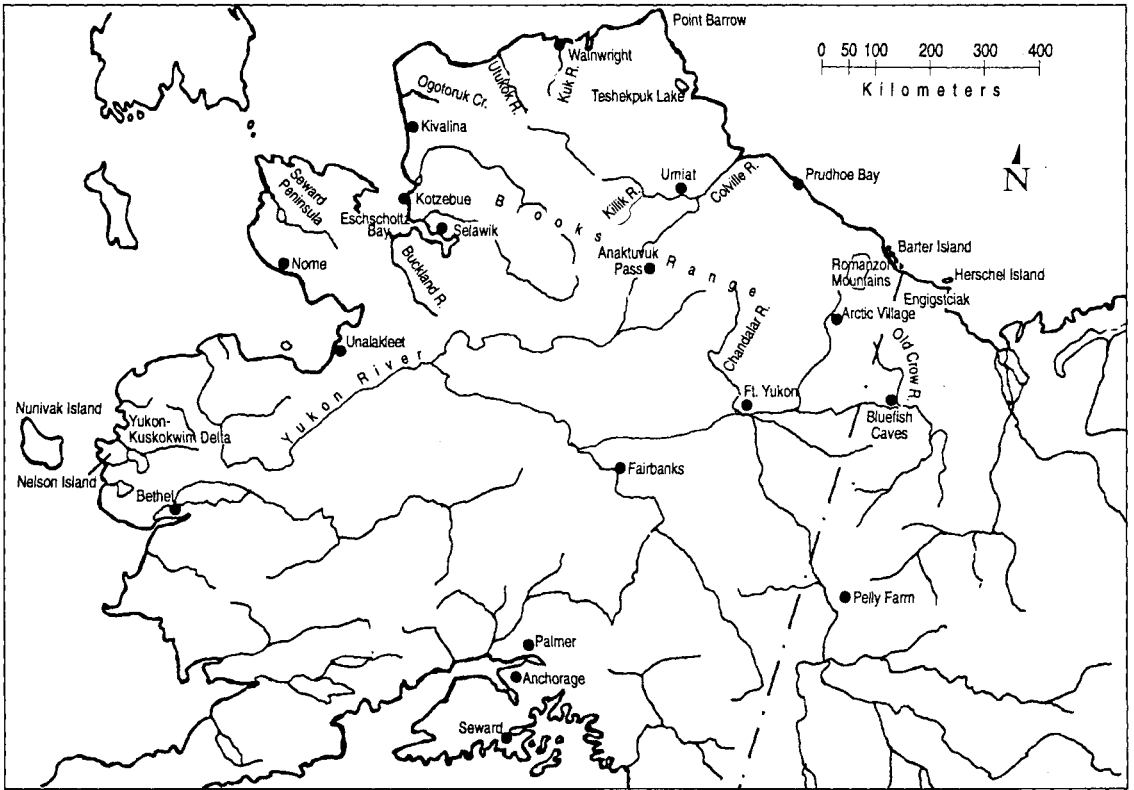 Point Barrow
0 50 100 200 300 400
Kilometers
Wainwright
Kuk R.
Utukok R.
Teshekpuk Lake
Ogotoruk Cr.
Kivalina
N
Seward
Peninsula
Kotzebue
Eschscholtz
Bay
Selawik
Brooks Range
Killik R.
Umiat
Colville R.
Prudhoe Bay
Buckland R.
Nome
Anaktuvuk
Pass
Barter Island
Romanzof
Mountains
Herschel Island
Engigstciak
Arctic Village
Chandalar R.
Old Crow R.
Unalakleet
Yukon River
Ft. Yukon
Bluefish
Caves
Nunivak Island
Yukon-
Kuskokwim Delta
Nelson Island
Bethel
Fairbanks
Pelly Farm
Palmer
Anchorage
Seward